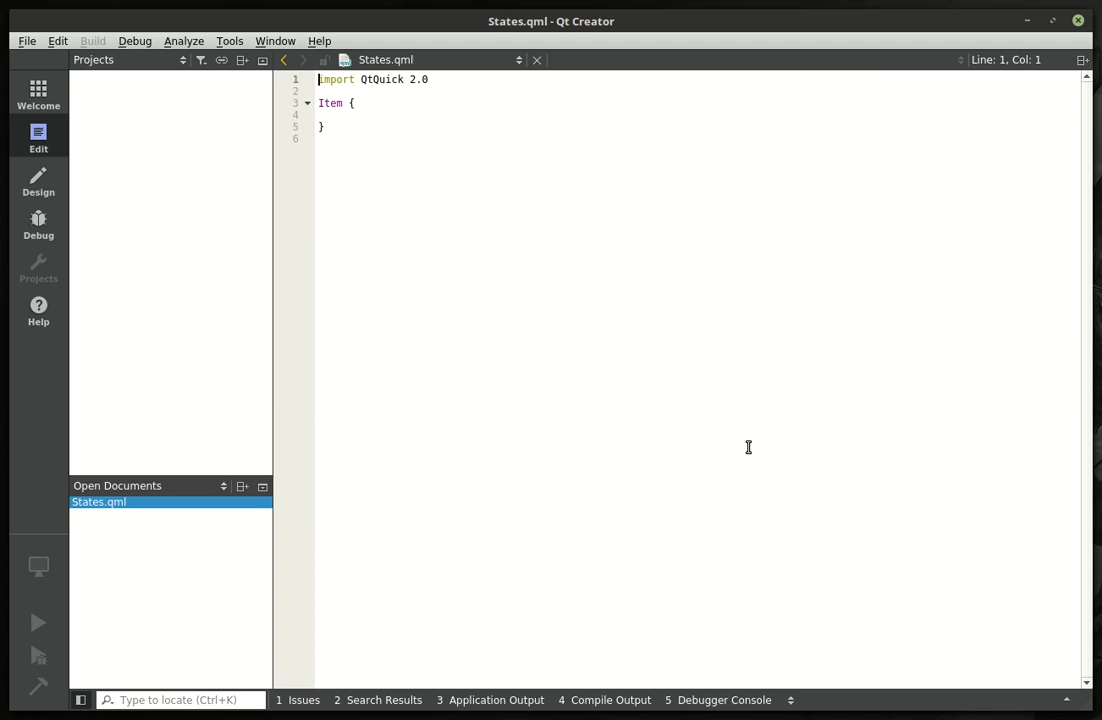 States.qml - Qt Creator
File Edit Build Debug Analyze Tools Window Help
Projects
States.qml
Line: 1, Col: 1
Welcome
Edit
Design
Debug
Projects
Help
1 import QtQuick 2.0
2
3 Item {
4
5 }
6
Open Documents
States.qml
Type to locate (Ctrl+K)
1 Issues 2 Search Results 3 Application Output 4 Compile Output 5 Debugger Console